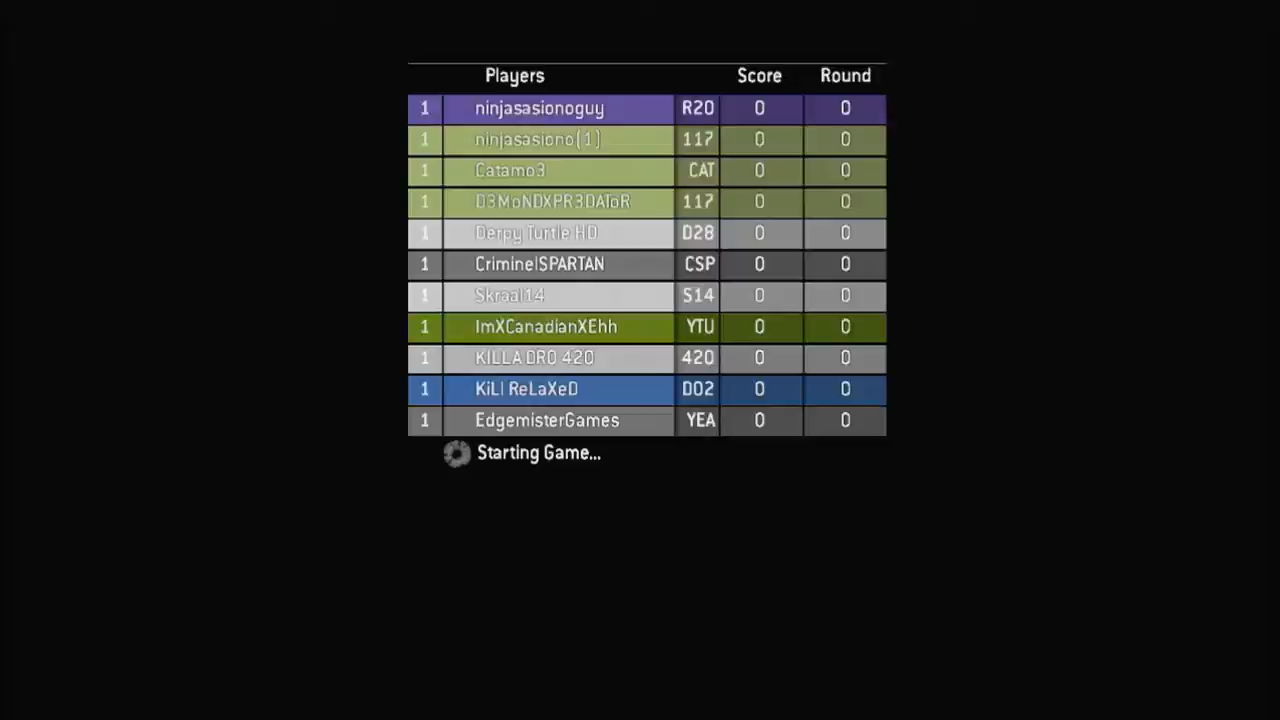 Players Score Round
1 ninjasasionoguy R20 0 0
1 ninjasasiono(1) 117 0 0
1 Catamo3 CAT 0 0
1 D3MoNDXPR3DAToR 117 0 0
1 Derpy Turtle HD D28 0 0
1 CriminelSPARTAN CSP 0 0
1 Skraal14 S14 0 0
1 ImXCanadianXEhh YTU 0 0
1 KILLA DRO 420 420 0 0
1 KiLl ReLaXeD D02 0 0
1 EdgemisterGames YEA 0 0
Starting Game...